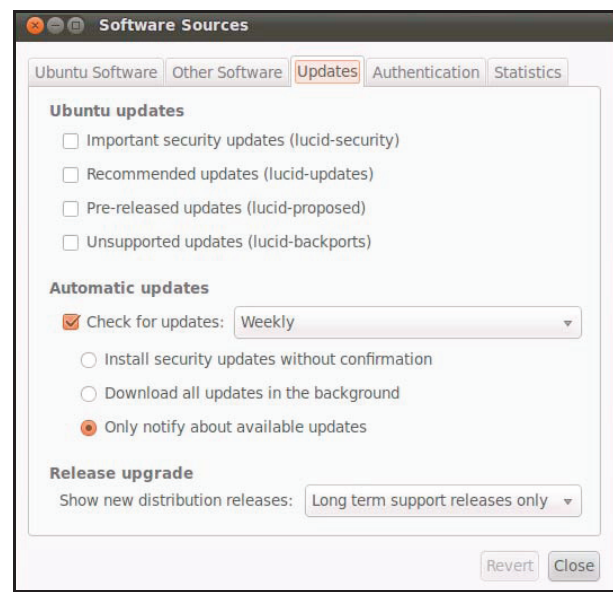 Software Sources
Ubuntu Software Other Software Updates Authentication Statistics
Ubuntu updates
Important security updates (lucid-security)
Recommended updates (lucid-updates)
Pre-released updates (lucid-proposed)
Unsupported updates (lucid-backports)
Automatic updates
Check for updates: Weekly
Install security updates without confirmation
Download all updates in the background
Only notify about available updates
Release upgrade
Show new distribution releases: Long term support releases only
Revert Close